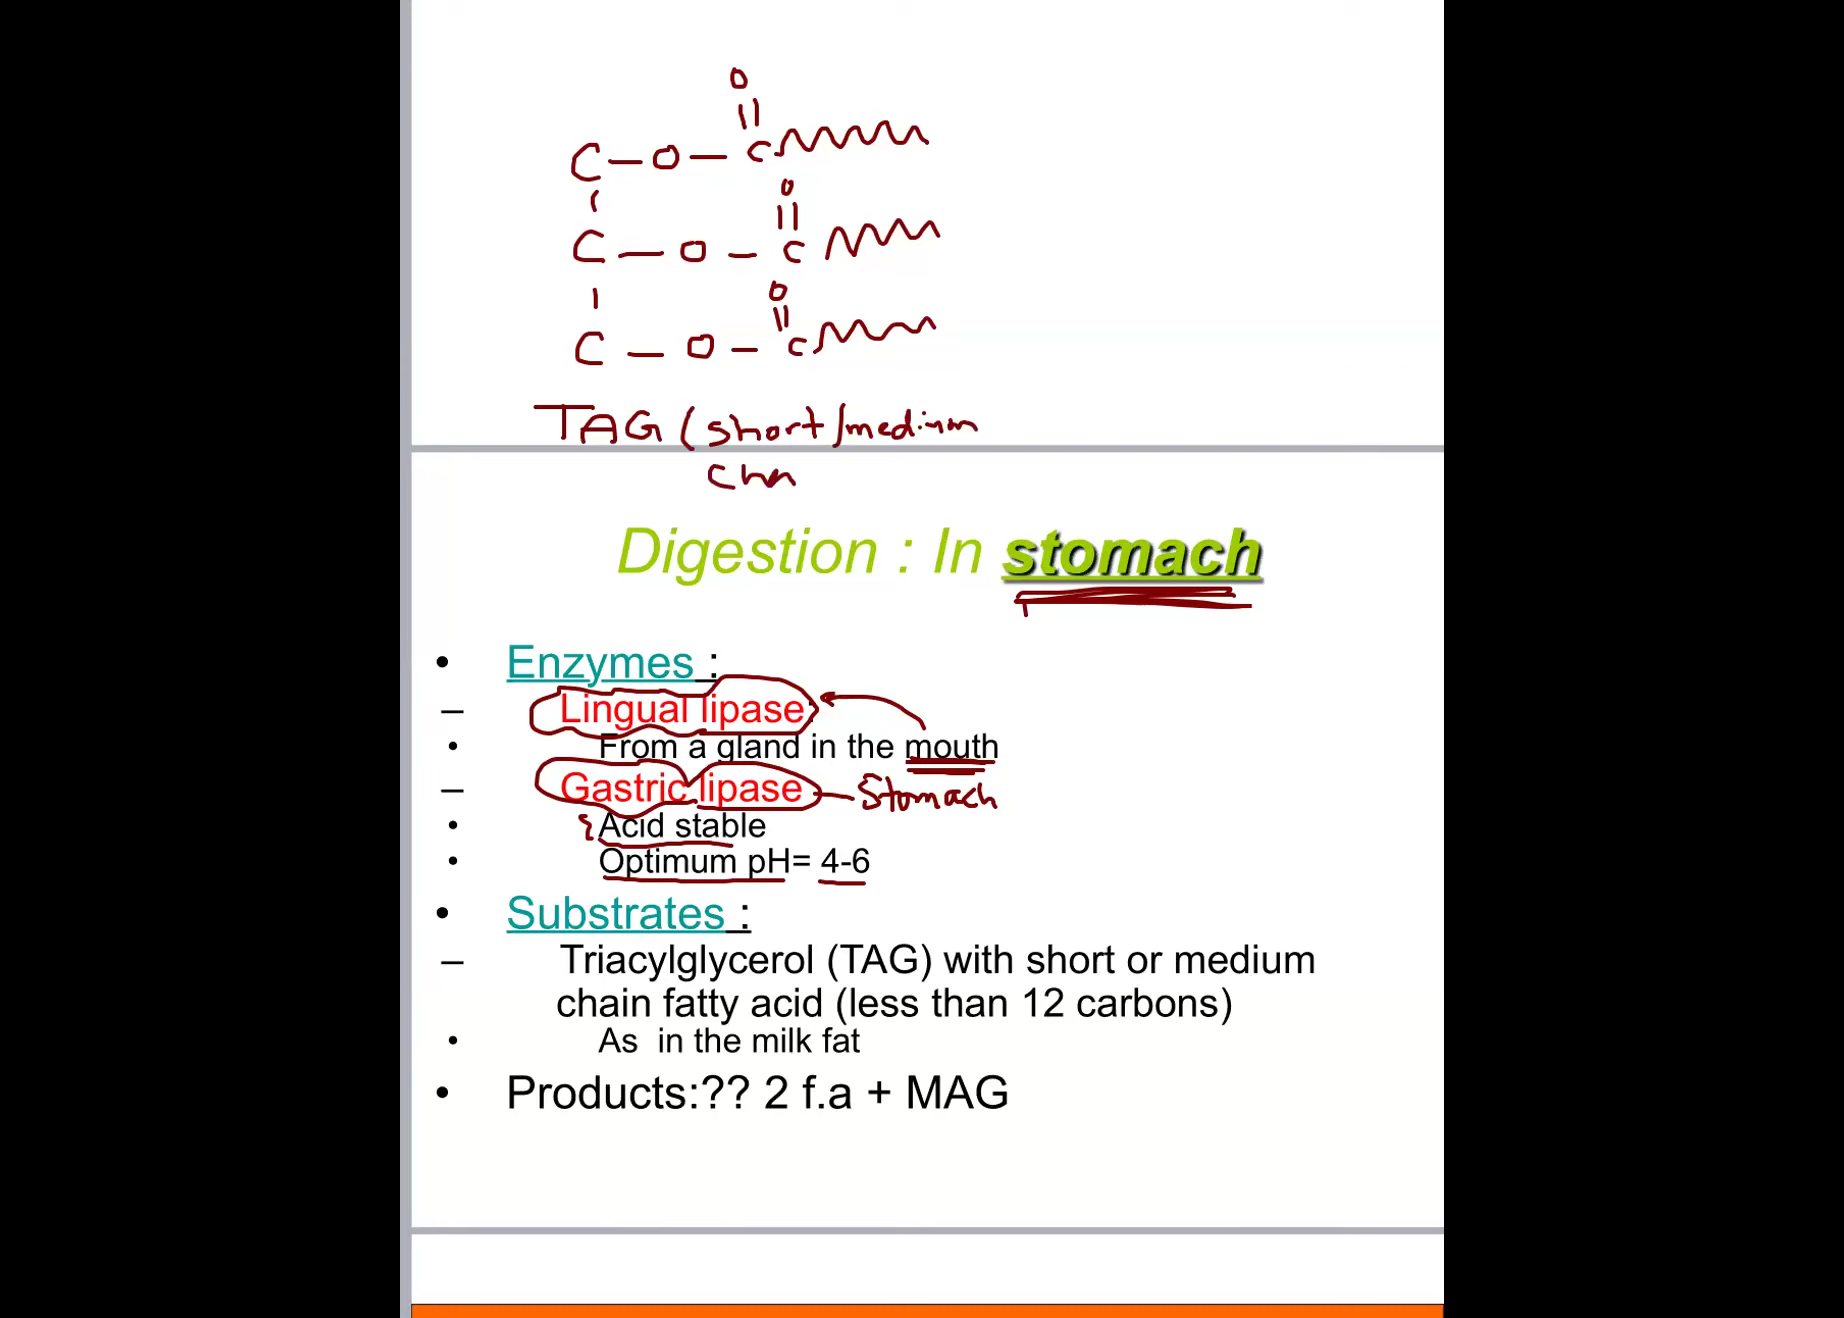 O
C – O – C
O
C – O – C
O
C – O – C
TAG (short/medium
Digestion : In stomach
• Enzymes :
– Lingual lipase
• From a gland in the mouth
– Gastric lipase – Stomach
• Acid stable
• Optimum pH= 4-6
• Substrates :
– Triacylglycerol (TAG) with short or medium
chain fatty acid (less than 12 carbons)
• As in the milk fat
• Products:?? 2 f.a + MAG